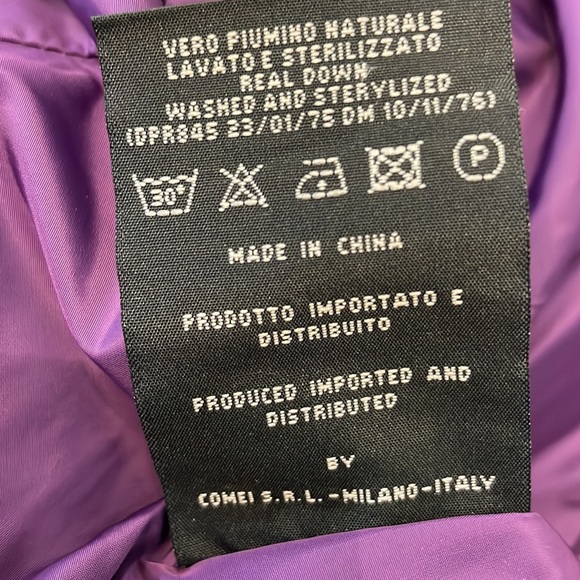 VERO PIUMINO NATURALE
LAVATO E STERILIZZATO
REAL DOWN
WASHED AND STERYLIZED
(DPR845 23/01/75 DM 10/11/76)
30° P
MADE IN CHINA
PRODOTTO IMPORTATO E
DISTRIBUITO
PRODUCED IMPORTED AND
DISTRIBUTED
BY
COMEI S.R.L.-MILANO-ITALY